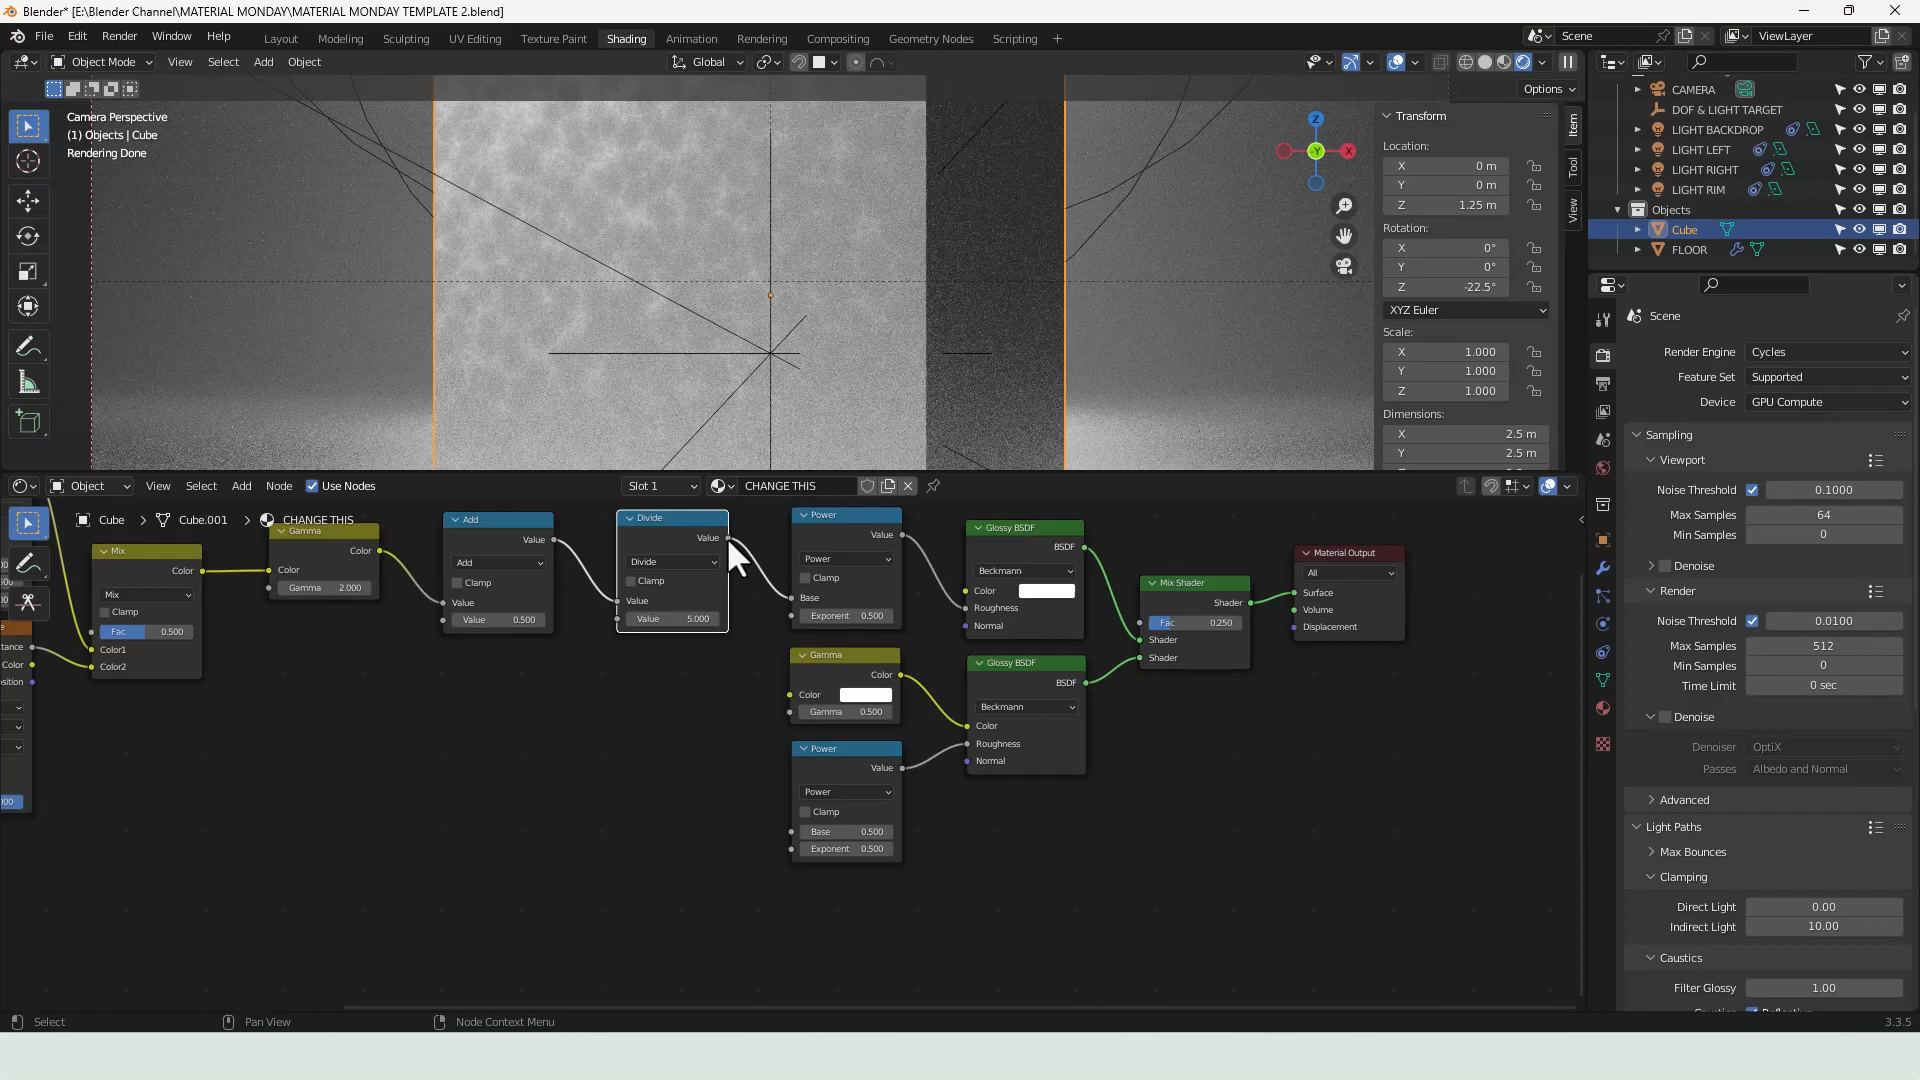 Blender* [E:\Blender Channel\MATERIAL MONDAY\MATERIAL MONDAY TEMPLATE 2.blend]
File Edit Render Window Help Layout Modeling Sculpting UV Editing Texture Paint Shading Animation Rendering Compositing Geometry Nodes Scripting + Scene ViewLayer
Object Mode View Select Add Object Global
Options
Camera Perspective
(1) Objects | Cube
Rendering Done
Z
-Y
X
Transform
Location:
X 0 m
Y 0 m
Z 1.25 m
Rotation:
X 0°
Y 0°
Z -22.5°
XYZ Euler
Scale:
X 1.000
Y 1.000
Z 1.000
Dimensions:
X 2.5 m
Y 2.5 m
Item
Tool
View
CAMERA
DOF & LIGHT TARGET
LIGHT BACKDROP
LIGHT LEFT
LIGHT RIGHT
LIGHT RIM
Objects
Cube
FLOOR
Scene
Render Engine Cycles
Feature Set Supported
Device GPU Compute
Sampling
Viewport
Noise Threshold 0.1000
Max Samples 64
Min Samples 0
Denoise
Render
Noise Threshold 0.0100
Max Samples 512
Min Samples 0
Time Limit 0 sec
Denoise
Denoiser OptiX
Passes Albedo and Normal
Advanced
Light Paths
Max Bounces
Clamping
Direct Light 0.00
Indirect Light 10.00
Caustics
Filter Glossy 1.00
Object View Select Add Node Use Nodes Slot 1 CHANGE THIS
Cube > Cube.001 > CHANGE THIS
Mix
Color
Mix
Clamp
Fac 0.500
Color1
Color2
Gamma
Color
Color
Gamma 2.000
Add
Value
Add
Clamp
Value
Value 0.500
Divide
Value
Divide
Clamp
Value
Value 5.000
Power
Value
Power
Clamp
Base
Exponent 0.500
Gamma
Color
Color
Gamma 0.500
Power
Value
Power
Clamp
Base 0.500
Exponent 0.500
Glossy BSDF
BSDF
Beckmann
Color
Roughness
Normal
Glossy BSDF
BSDF
Beckmann
Color
Roughness
Normal
Mix Shader
Shader
Fac 0.250
Shader
Shader
Material Output
All
Surface
Volume
Displacement
Select Pan View Node Context Menu 3.3.5